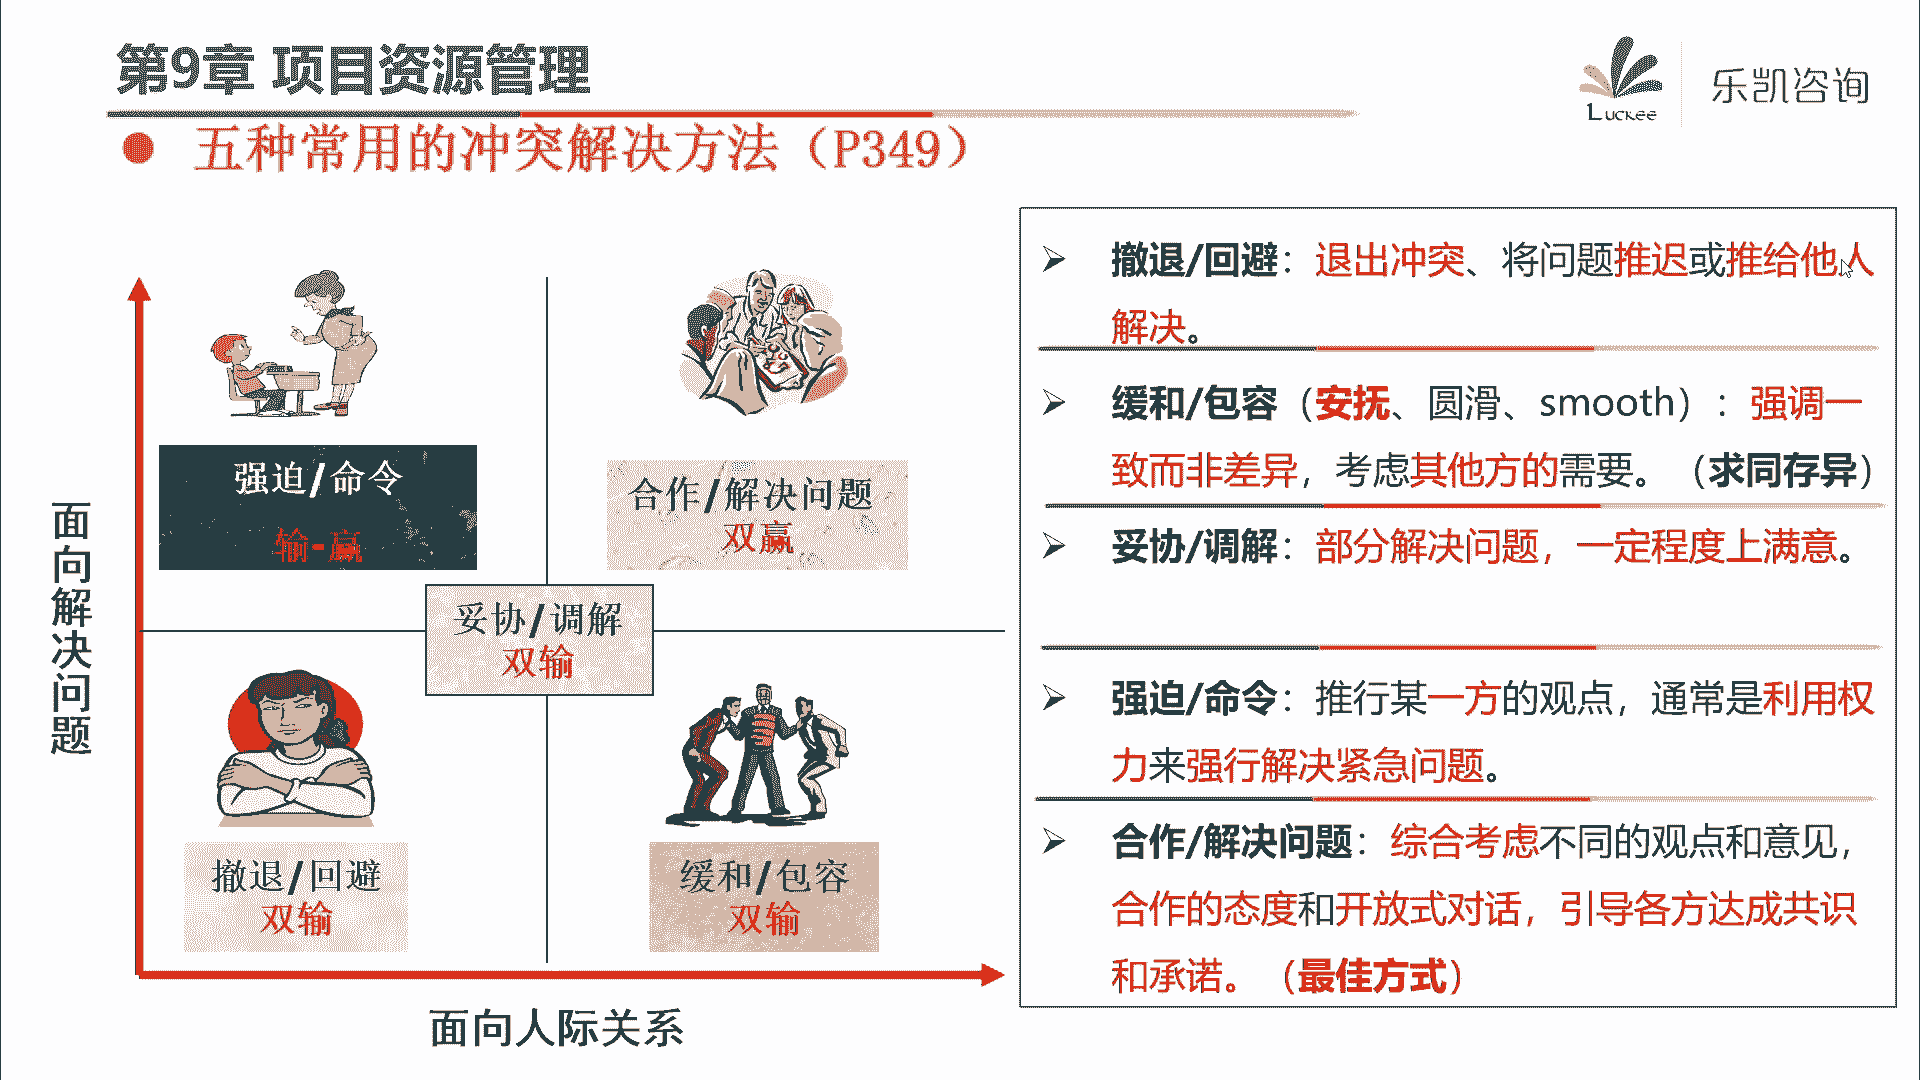 第9章 项目资源管理
Luckee
乐凯咨询
五种常用的冲突解决方法（P349）
面向解决问题
强迫/命令
输-赢
合作/解决问题
双赢
妥协/调解
双输
撤退/回避
双输
缓和/包容
双输
面向人际关系
撤退/回避：退出冲突、将问题推迟或推给他人
解决。
缓和/包容（安抚、圆滑、smooth）：强调一
致而非差异，考虑其他方的需要。（求同存异）
妥协/调解：部分解决问题，一定程度上满意。
强迫/命令：推行某一方的观点，通常是利用权
力来强行解决紧急问题。
合作/解决问题：综合考虑不同的观点和意见，
合作的态度和开放式对话，引导各方达成共识
和承诺。（最佳方式）